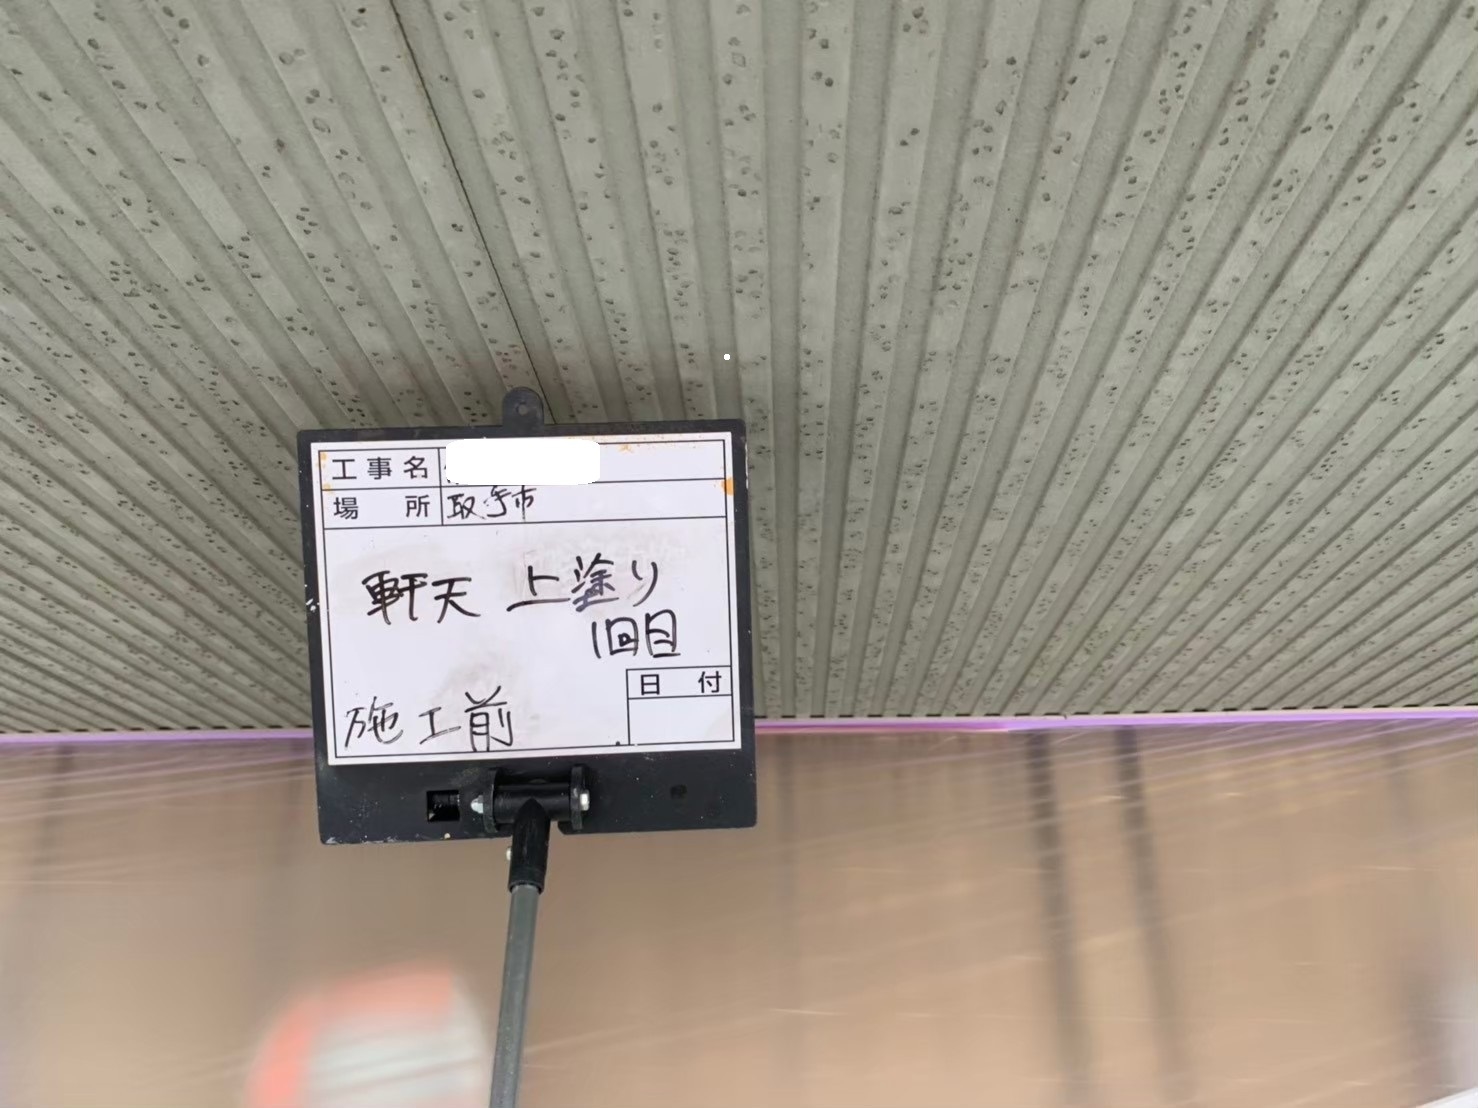 工事名
場所 取手市
軒天 上塗り
1回目
日付
施工前